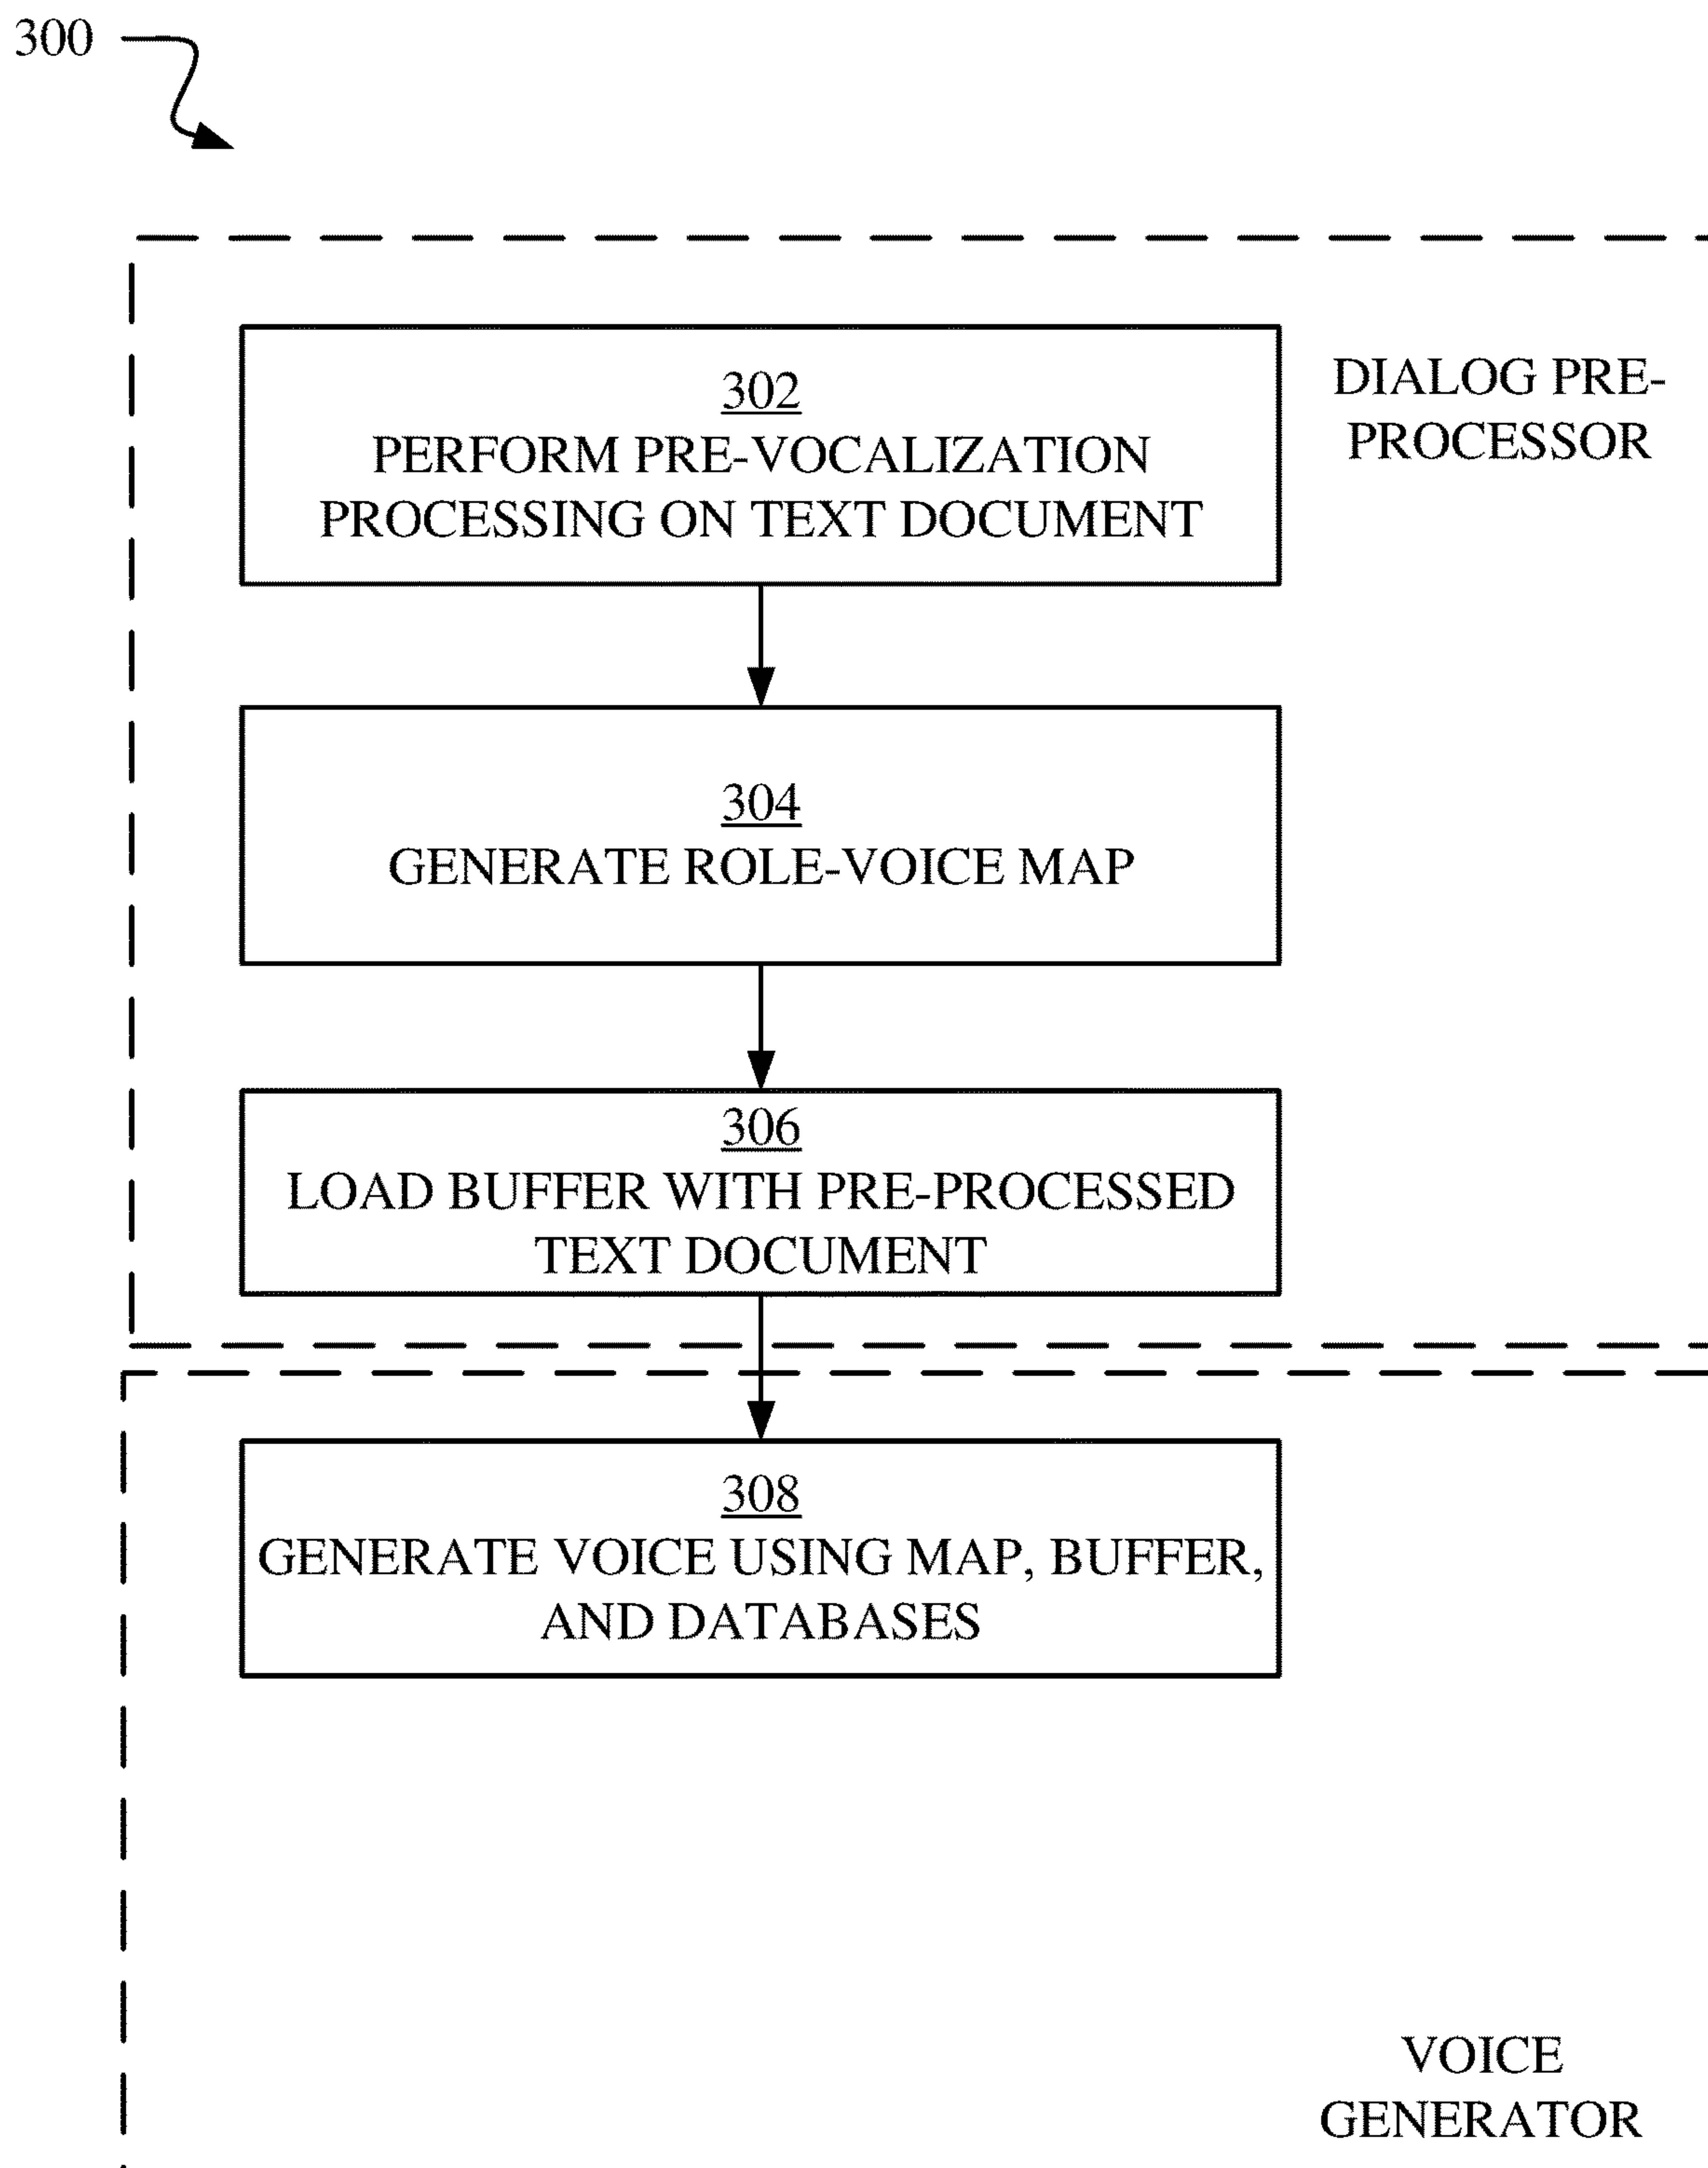 300
302
PERFORM PRE-VOCALIZATION
PROCESSING ON TEXT DOCUMENT
DIALOG PRE-
PROCESSOR
304
GENERATE ROLE-VOICE MAP
306
LOAD BUFFER WITH PRE-PROCESSED
TEXT DOCUMENT
308
GENERATE VOICE USING MAP, BUFFER,
AND DATABASES
VOICE
GENERATOR